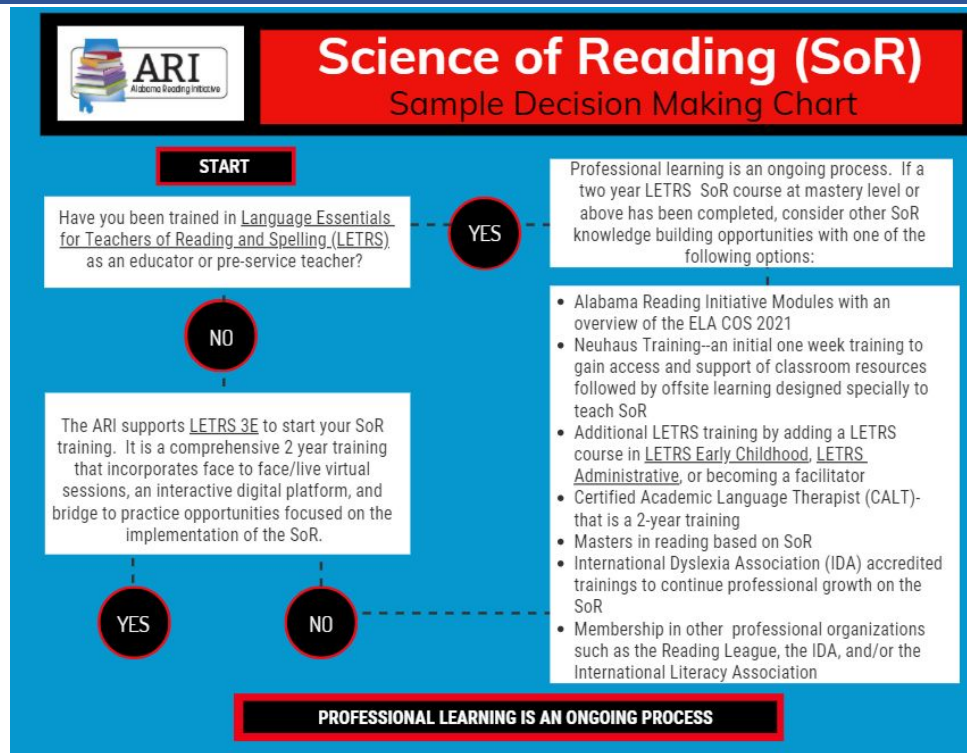 ARI
Alabama Reading Initiative
Science of Reading (SoR)
Sample Decision Making Chart
START
Have you been trained in Language Essentials
for Teachers of Reading and Spelling (LETRS)
as an educator or pre-service teacher?
YES
Professional learning is an ongoing process. If a
two year LETRS SoR course at mastery level or
above has been completed, consider other SoR
knowledge building opportunities with one of the
following options:
NO
The ARI supports LETRS 3E to start your SoR
training. It is a comprehensive 2 year training
that incorporates face to face/live virtual
sessions, an interactive digital platform, and
bridge to practice opportunities focused on the
implementation of the SoR.
YES
NO
• Alabama Reading Initiative Modules with an
overview of the ELA COS 2021
• Neuhaus Training--an initial one week training to
gain access and support of classroom resources
followed by offsite learning designed specially to
teach SoR
• Additional LETRS training by adding a LETRS
course in LETRS Early Childhood, LETRS
Administrative, or becoming a facilitator
• Certified Academic Language Therapist (CALT)-
that is a 2-year training
• Masters in reading based on SoR
• International Dyslexia Association (IDA) accredited
trainings to continue professional growth on the
SoR
• Membership in other professional organizations
such as the Reading League, the IDA, and/or the
International Literacy Association
PROFESSIONAL LEARNING IS AN ONGOING PROCESS